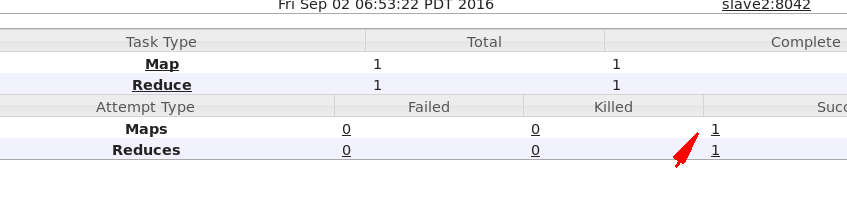 Fri Sep 02 06:53:22 PDT 2016 slave2:8042
Task Type Total Complete
Map 1 1
Reduce 1 1
Attempt Type Failed Killed Succ
Maps 0 0 1
Reduces 0 0 1